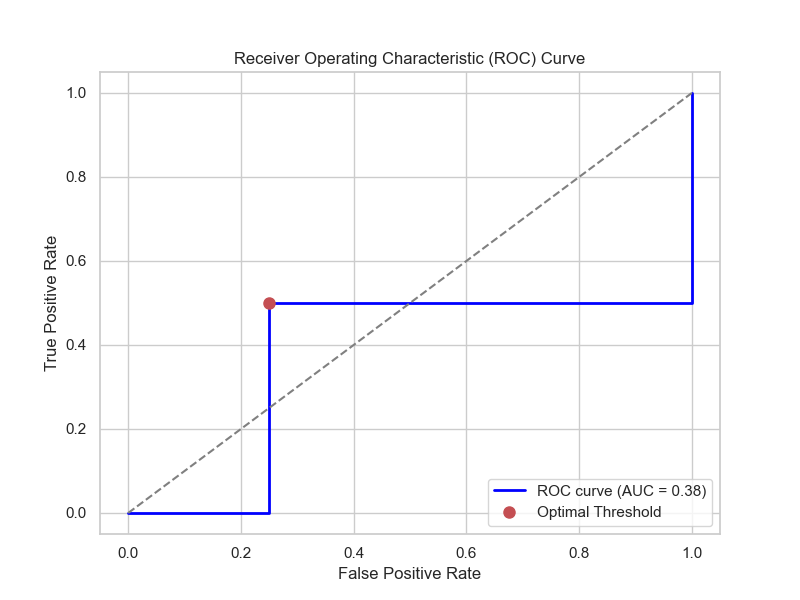 Receiver Operating Characteristic (ROC) Curve
1.0
0.8
0.6
0.4
0.2
0.0
True Positive Rate
ROC curve (AUC = 0.38)
Optimal Threshold
0.0 0.2 0.4 0.6 0.8 1.0
False Positive Rate